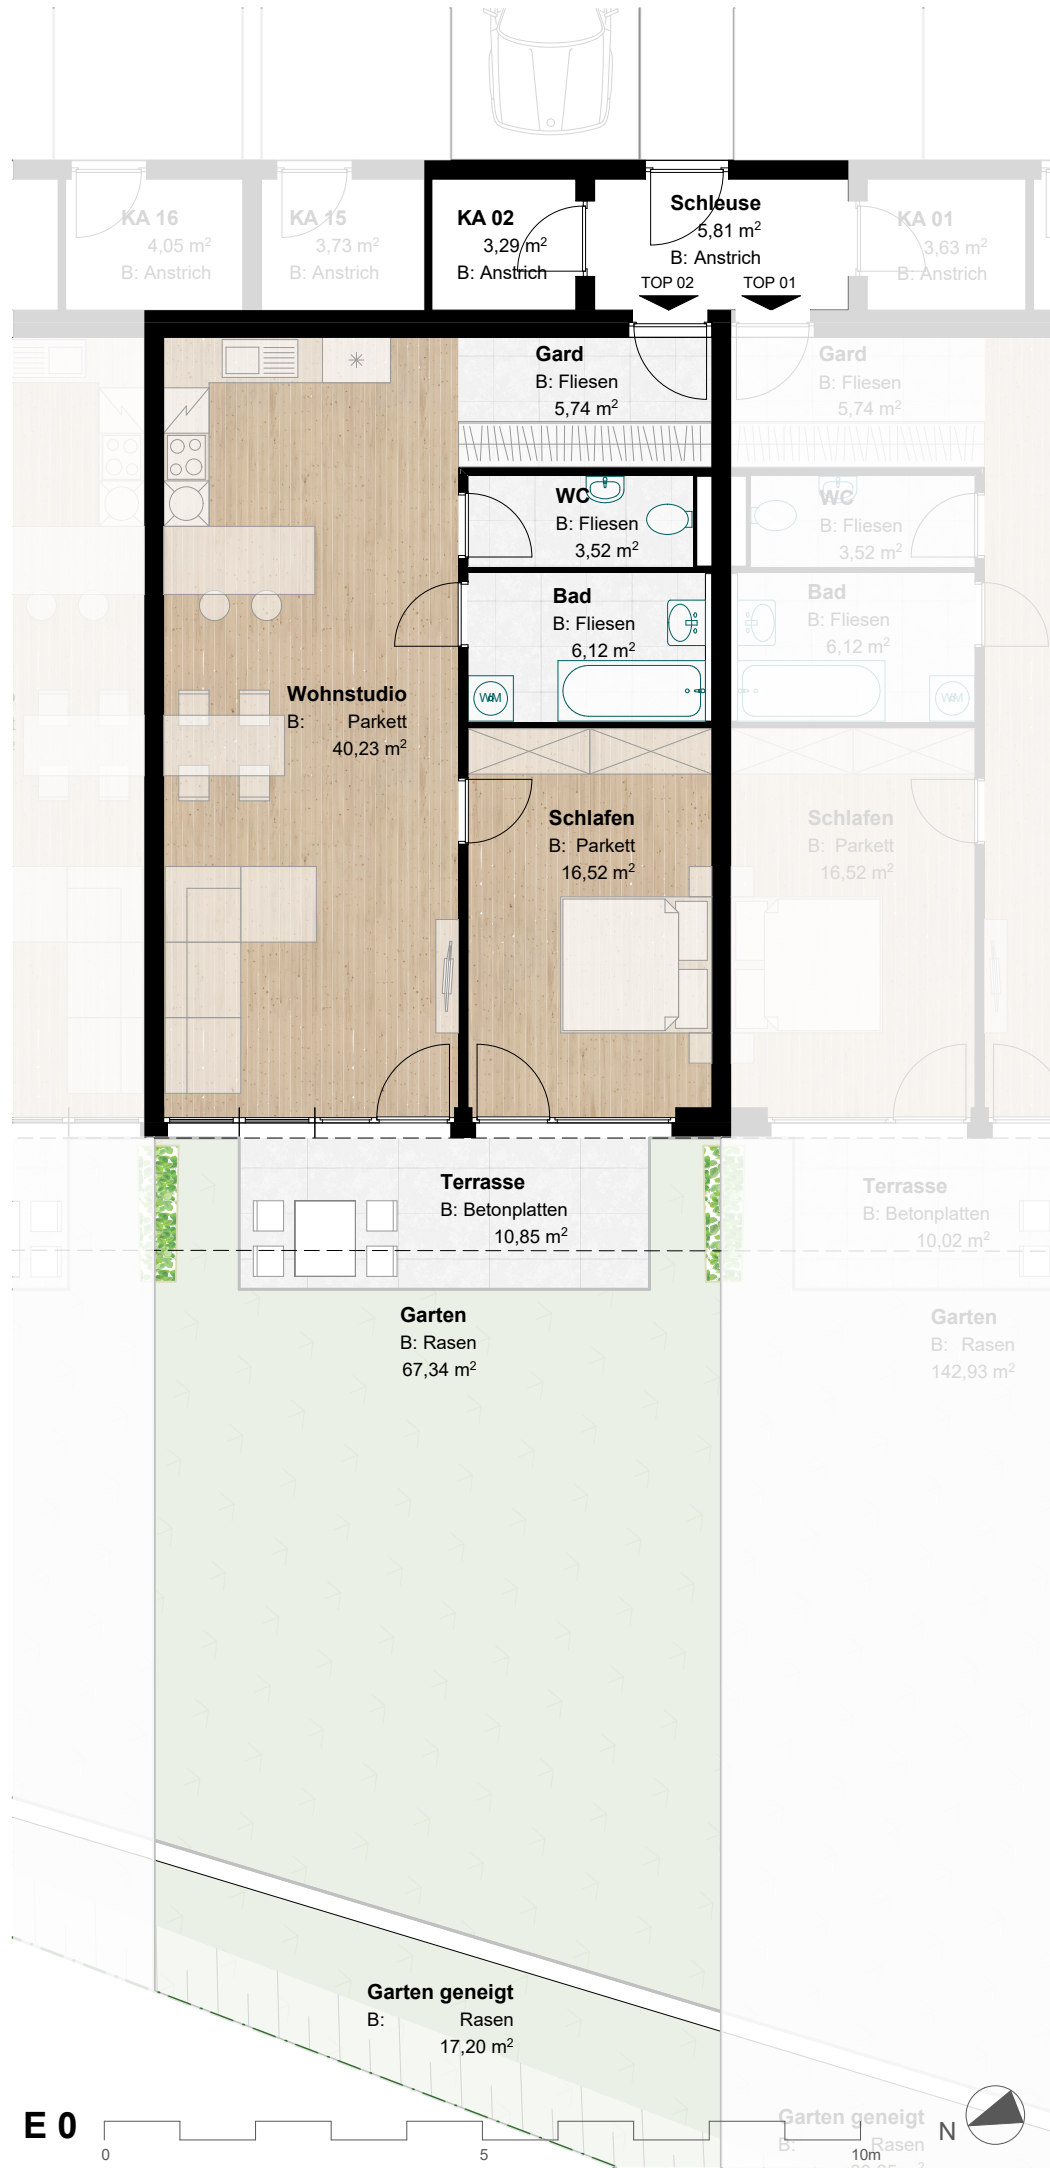 KA 16
4,05 m²
B: Anstrich
KA 15
3,73 m²
B: Anstrich
KA 02
3,29 m²
B: Anstrich
Schleuse
5,81 m²
B: Anstrich
KA 01
3,63 m²
B: Anstrich
TOP 02
TOP 01
Gard
B: Fliesen
5,74 m²
Gard
B: Fliesen
5,74 m²
WC
B: Fliesen
3,52 m²
WC
B: Fliesen
3,52 m²
Bad
B: Fliesen
6,12 m²
Bad
B: Fliesen
6,12 m²
WM
WM
Wohnstudio
B: Parkett
40,23 m²
Schlafen
B: Parkett
16,52 m²
Schlafen
B: Parkett
16,52 m²
Terrasse
B: Betonplatten
10,85 m²
Terrasse
B: Betonplatten
10,02 m²
Garten
B: Rasen
67,34 m²
Garten
B: Rasen
142,93 m²
Garten geneigt
B: Rasen
17,20 m²
Garten geneigt
B: Rasen
E 0
0
5
10m
N